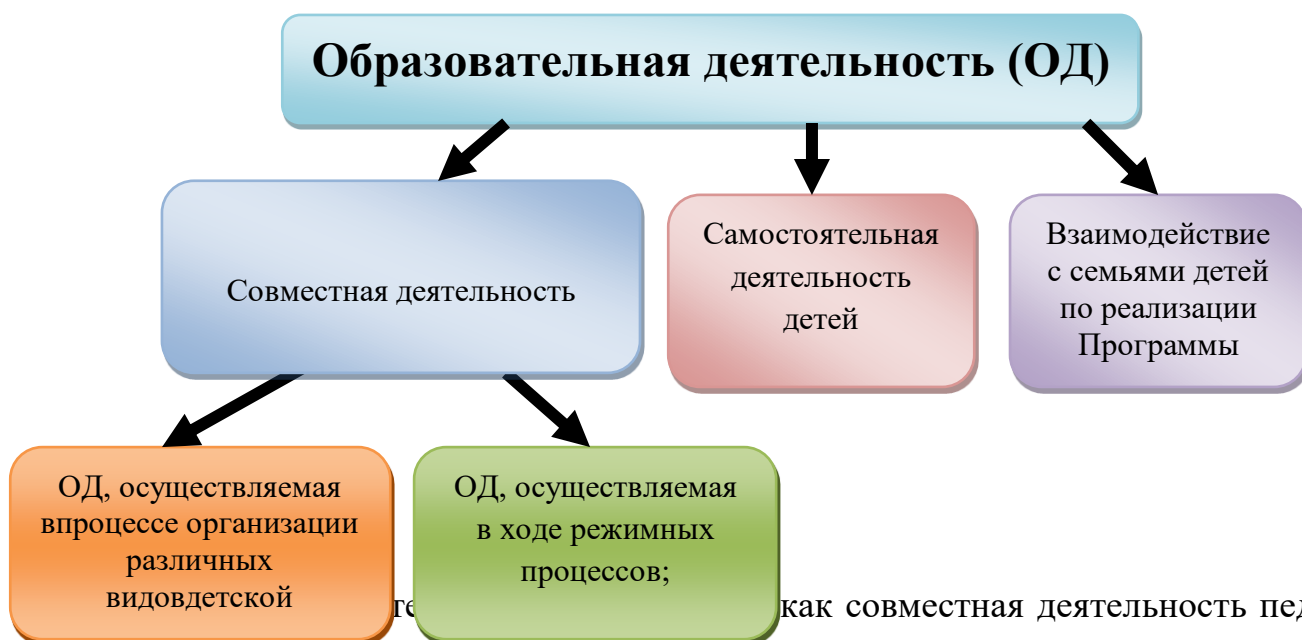 Образовательная деятельность (ОД)
Совместная деятельность
Самостоятельная
деятельность
детей
Взаимодействие
с семьями детей
по реализации
Программы
ОД, осуществляемая
впроцессе организации
различных
видовдетской
ОД, осуществляемая
в ходе режимных
процессов;
как совместная деятельность